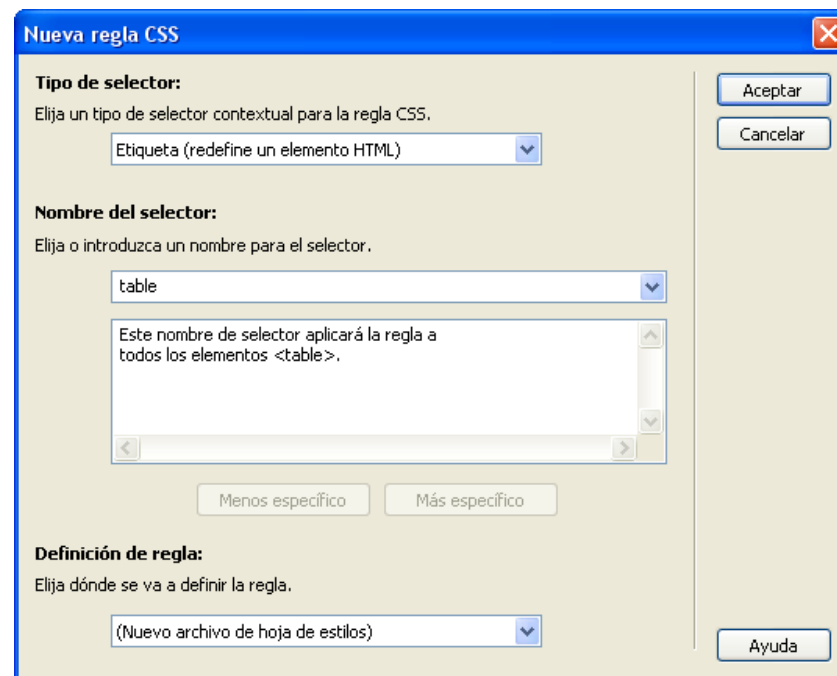 Nueva regla CSS
Tipo de selector:
Elija un tipo de selector contextual para la regla CSS.
Etiqueta (redefine un elemento HTML)
Nombre del selector:
Elija o introduzca un nombre para el selector.
table
Este nombre de selector aplicará la regla a
todos los elementos <table>.
Menos específico
Más específico
Definición de regla:
Elija dónde se va a definir la regla.
(Nuevo archivo de hoja de estilos)
Aceptar
Cancelar
Ayuda